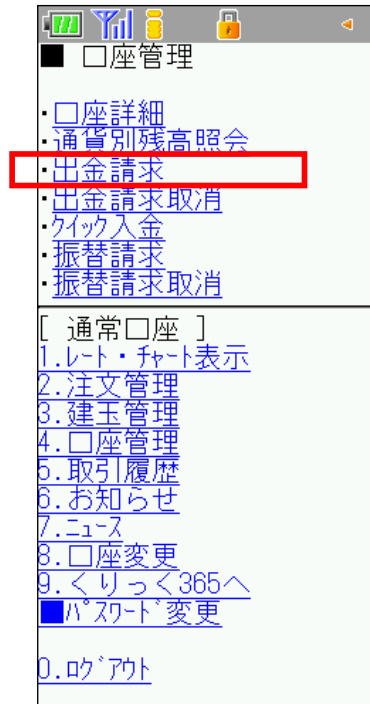 ■ 口座管理
・口座詳細
・通貨別残高照会
・出金請求
・出金請求取消
・ｸｲｯｸ入金
・振替請求
・振替請求取消
[ 通常口座 ]
1.ﾚｰﾄ・ﾁｬｰﾄ表示
2.注文管理
3.建玉管理
4.口座管理
5.取引履歴
6.お知らせ
7.ﾆｭｰｽ
8.口座変更
9.くりっく365へ
■ﾊﾟｽﾜｰﾄﾞ変更
0.ﾛｸﾞｱｳﾄ